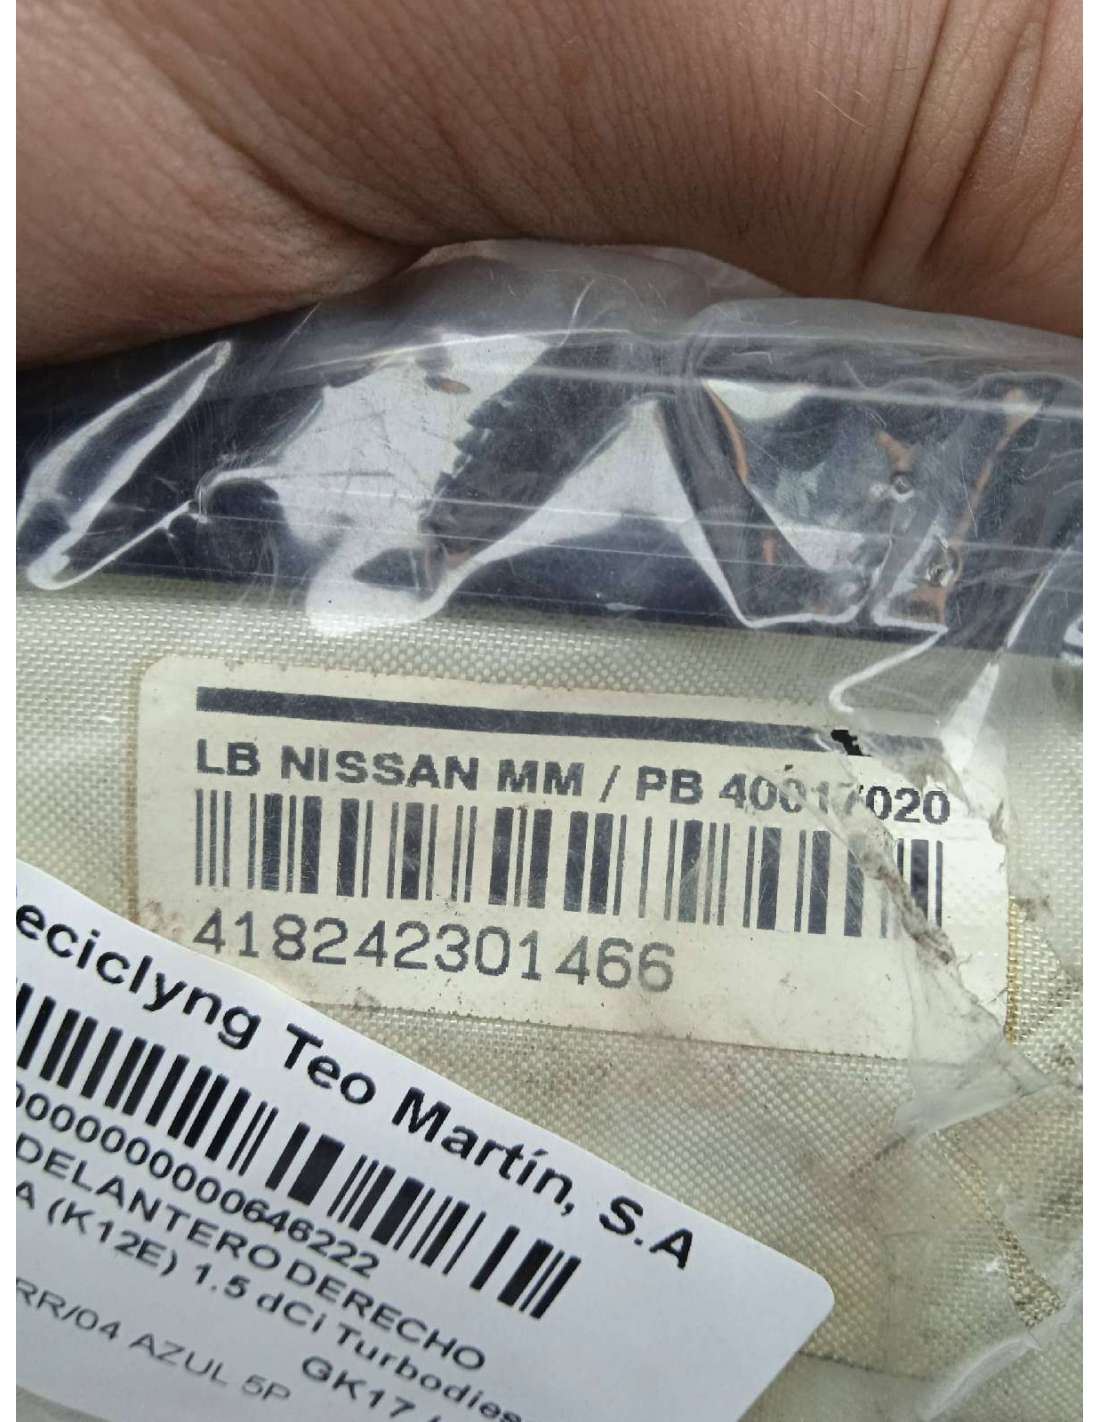 LB NISSAN MM / PB 40017020
418242301466
eciclyng Teo Martín, S.A
0000000000646222
DELANTERO DERECHO
A (K12E) 1.5 dCi Turbodies
GK17 /
RR/04 AZUL 5P